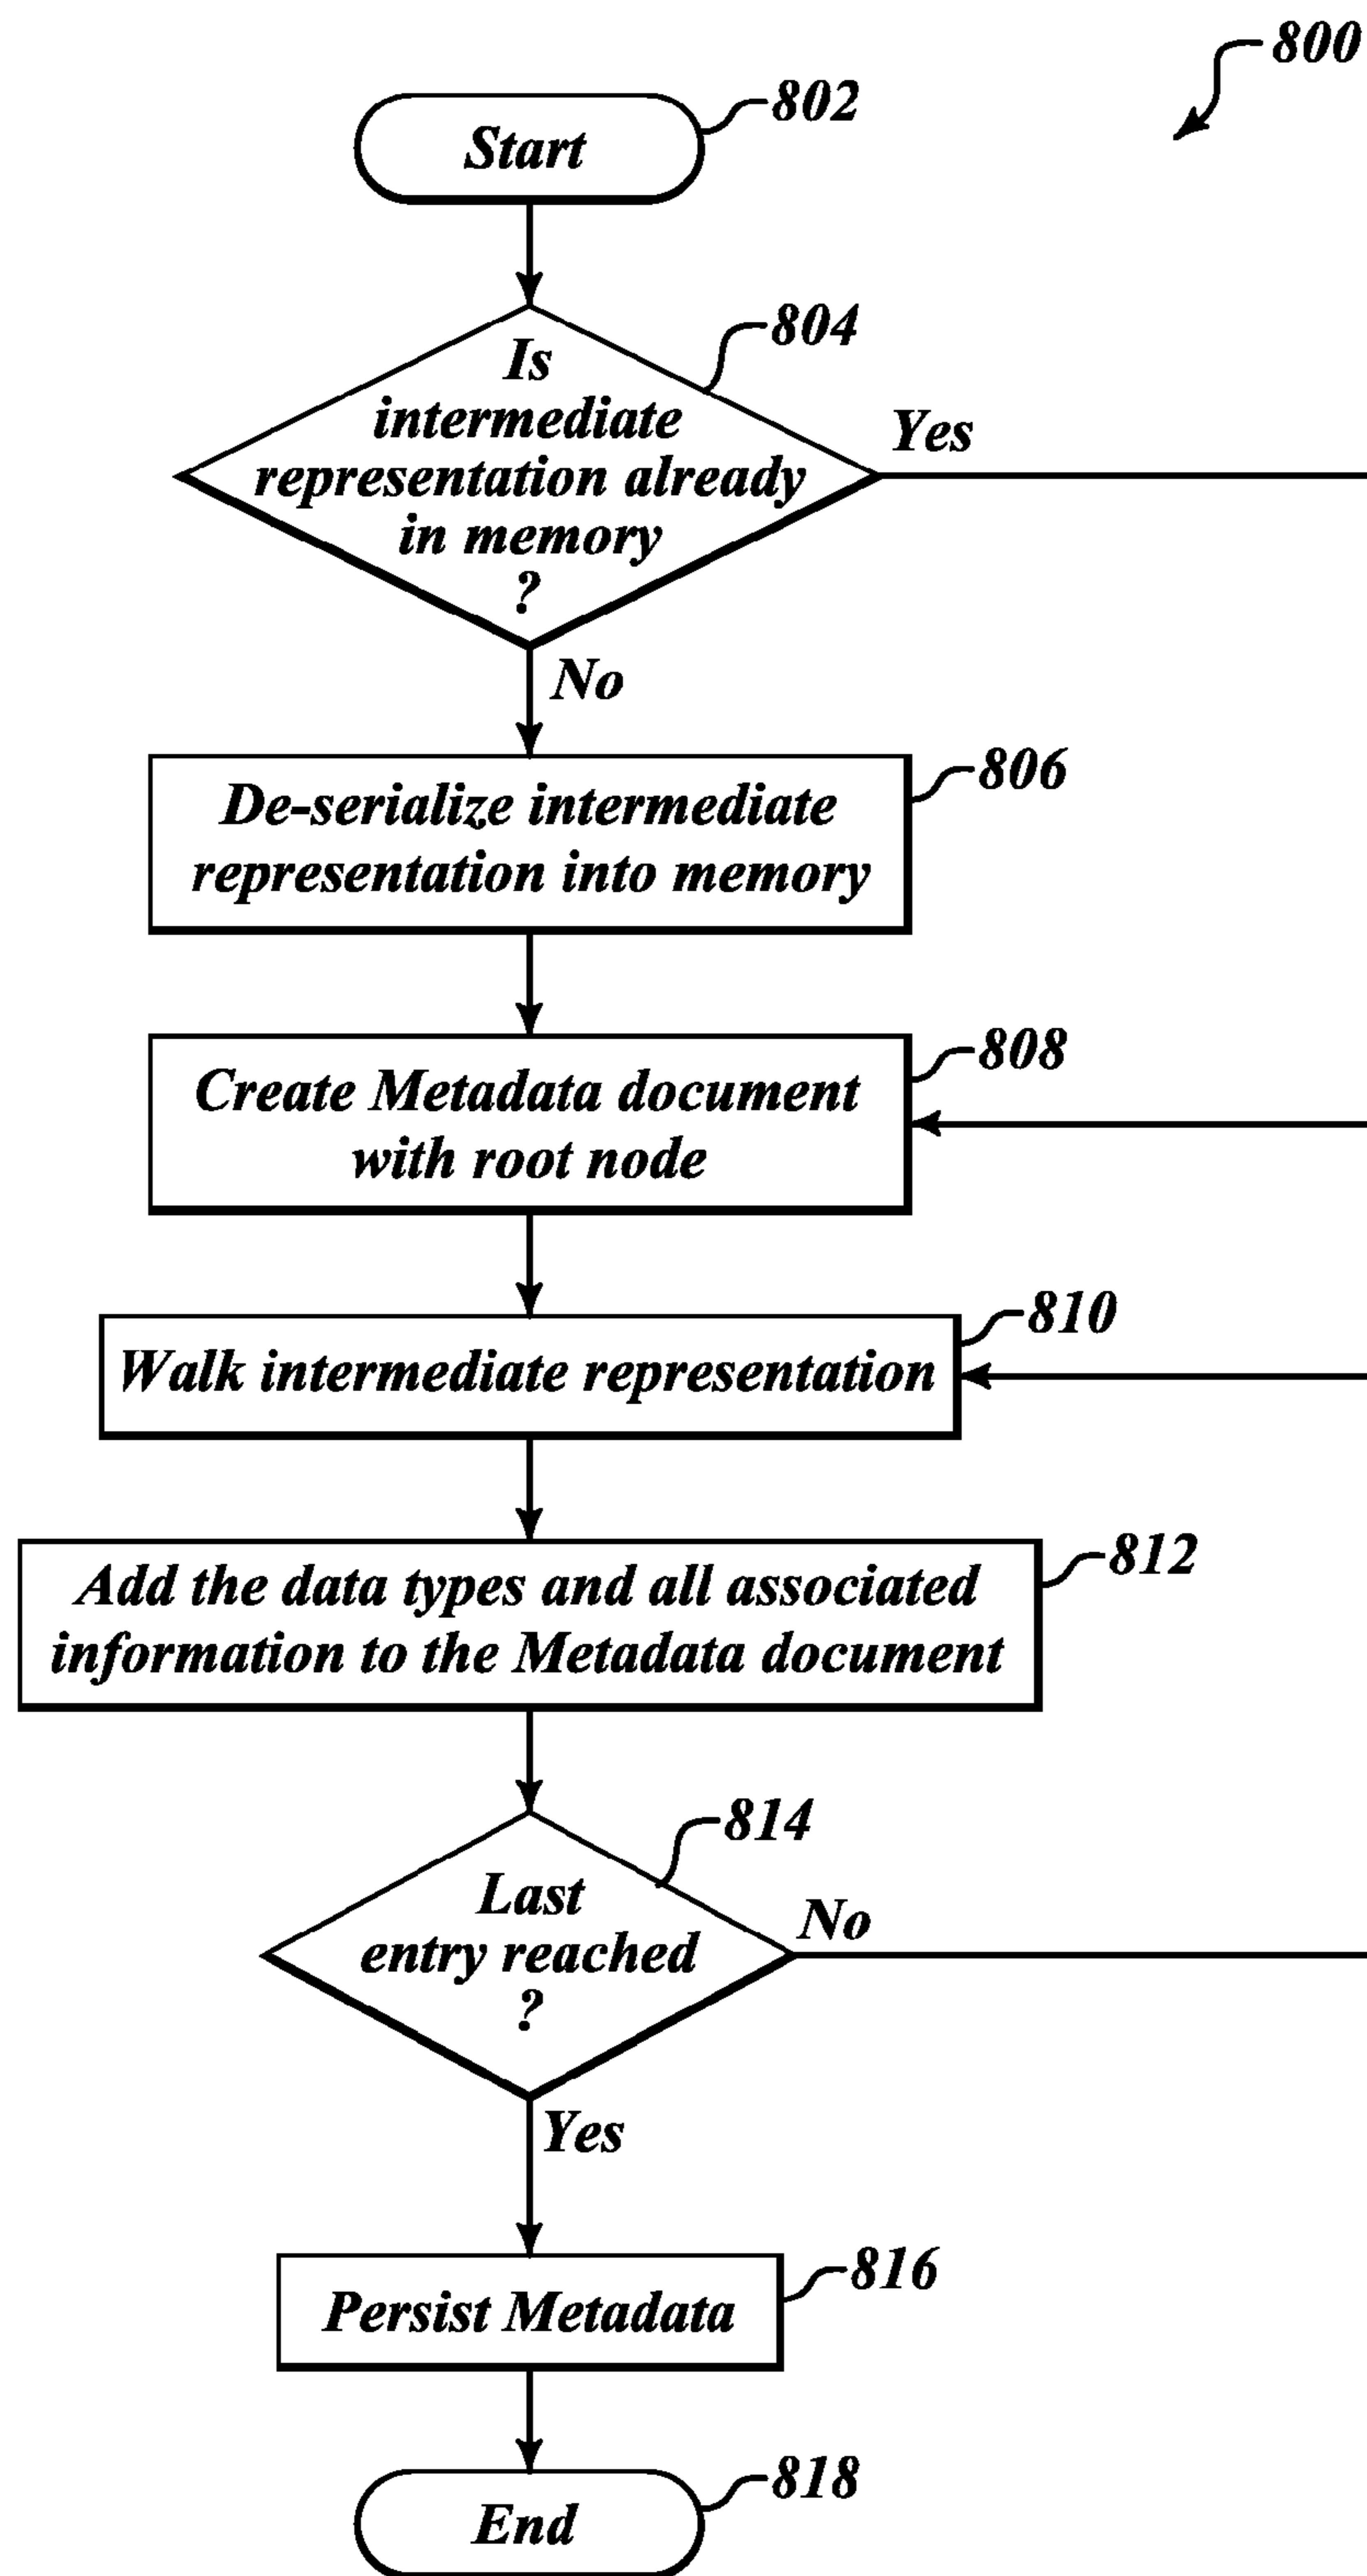 800
802
Start
804
Is
intermediate
representation already
in memory
?
Yes
No
806
De-serialize intermediate
representation into memory
808
Create Metadata document
with root node
810
Walk intermediate representation
812
Add the data types and all associated
information to the Metadata document
814
Last
entry reached
?
No
Yes
816
Persist Metadata
818
End